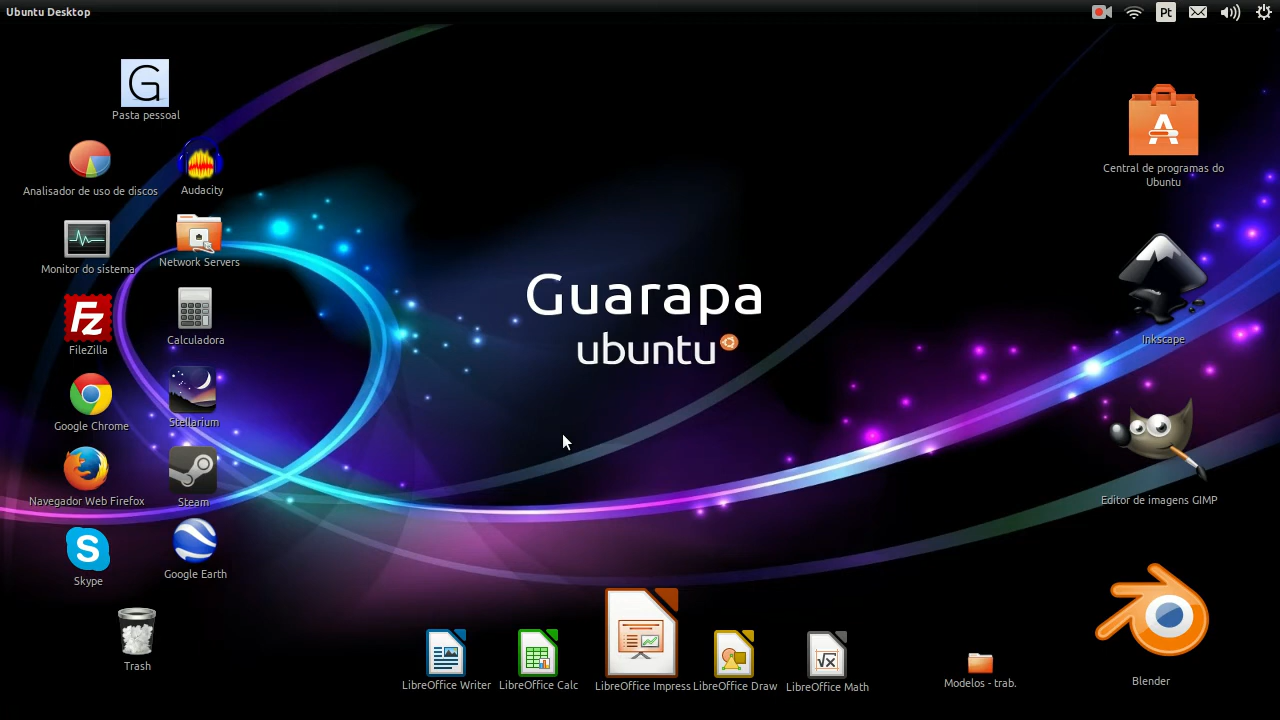 Ubuntu Desktop
Pt
G
Pasta pessoal
Analisador de uso de discos
Audacity
Monitor do sistema
Network Servers
Fz
FileZilla
Calculadora
Google Chrome
Stellarium
Navegador Web Firefox
Steam
S
Skype
Google Earth
Trash
Guarapa
ubuntu
A
Central de programas do
Ubuntu
Inkscape
Editor de imagens GIMP
Blender
LibreOffice Writer
LibreOffice Calc
LibreOffice Impress
LibreOffice Draw
√x
LibreOffice Math
Modelos - trab.